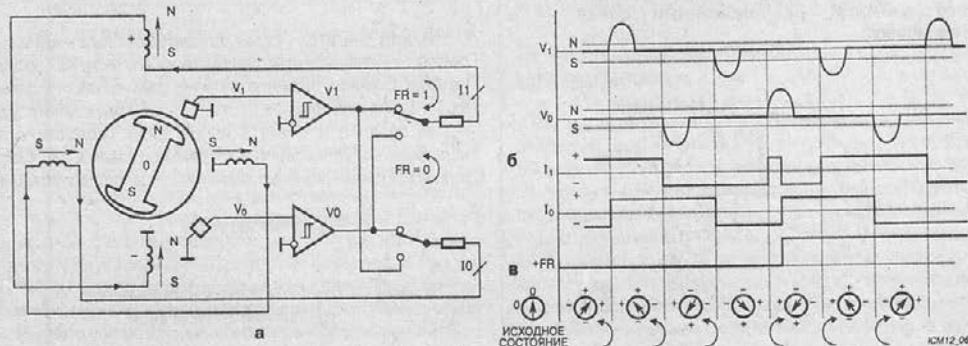 N
S
V₁
V1
FR = 1
I1
N
S
N
S
N
S
N
FR = 0
V₀
V0
I0
–
N
S
а
V₁
N
S
V₀
N
S
б
+
–
I₁
+
–
I₀
в
+FR
0
0
+ – + – + –
ИСХОДНОЕ
СОСТОЯНИЕ
ICM12_06